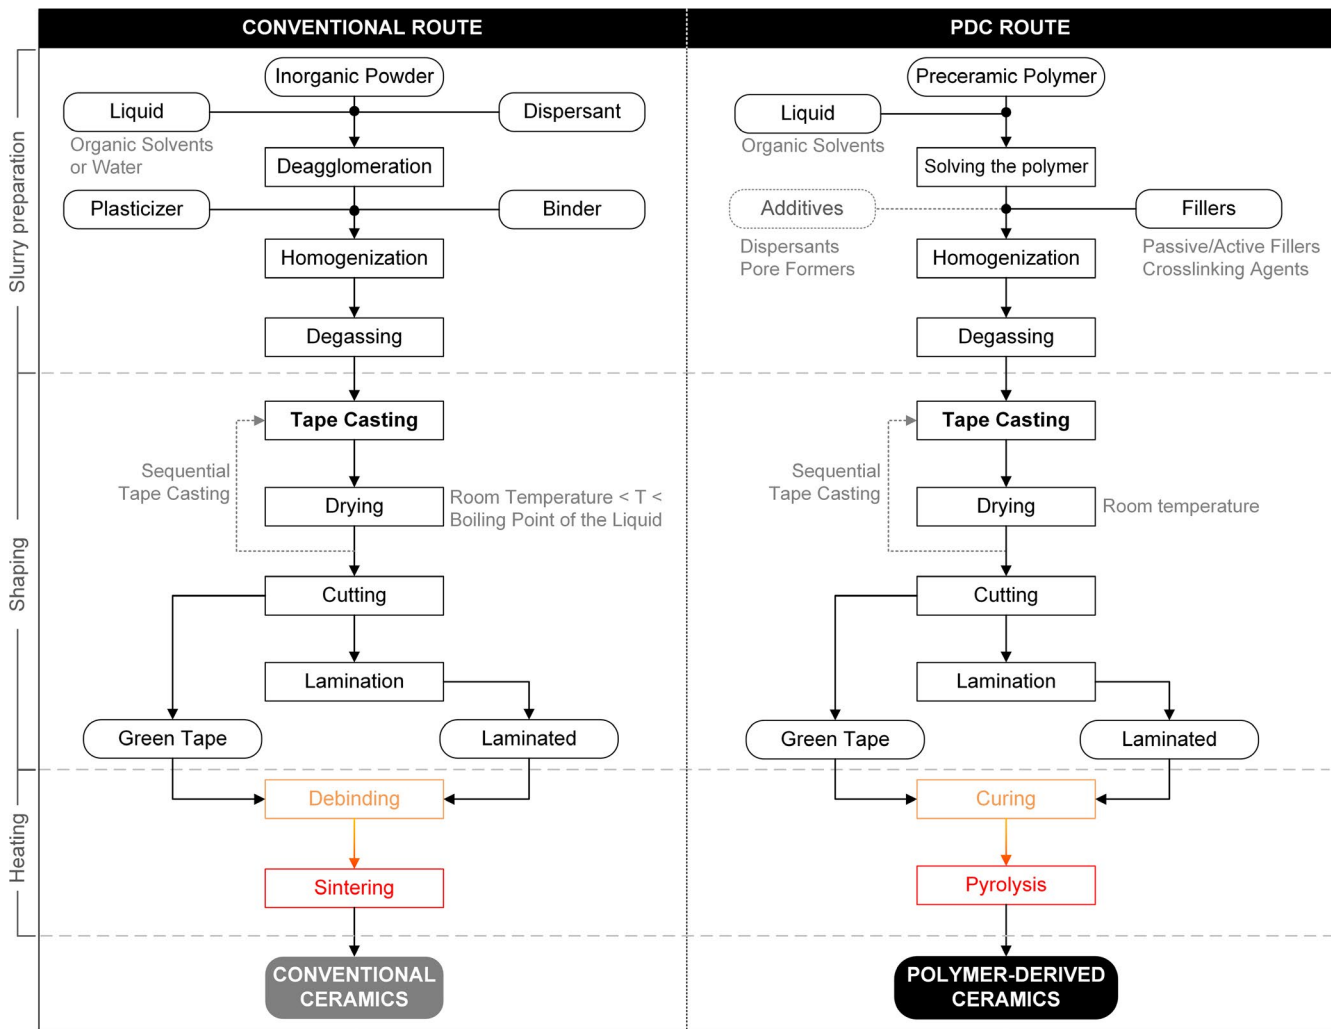 CONVENTIONAL ROUTE
PDC ROUTE
Slurry preparation
Inorganic Powder
Liquid
Dispersant
Organic Solvents
or Water
Deagglomeration
Plasticizer
Binder
Homogenization
Degassing
Preceramic Polymer
Liquid
Organic Solvents
Solving the polymer
Additives
Fillers
Dispersants
Pore Formers
Passive/Active Fillers
Crosslinking Agents
Homogenization
Degassing
Shaping
Tape Casting
Sequential
Tape Casting
Drying
Room Temperature < T <
Boiling Point of the Liquid
Cutting
Lamination
Green Tape
Laminated
Tape Casting
Sequential
Tape Casting
Drying
Room temperature
Cutting
Lamination
Green Tape
Laminated
Heating
Debinding
Sintering
Curing
Pyrolysis
CONVENTIONAL
CERAMICS
POLYMER-DERIVED
CERAMICS